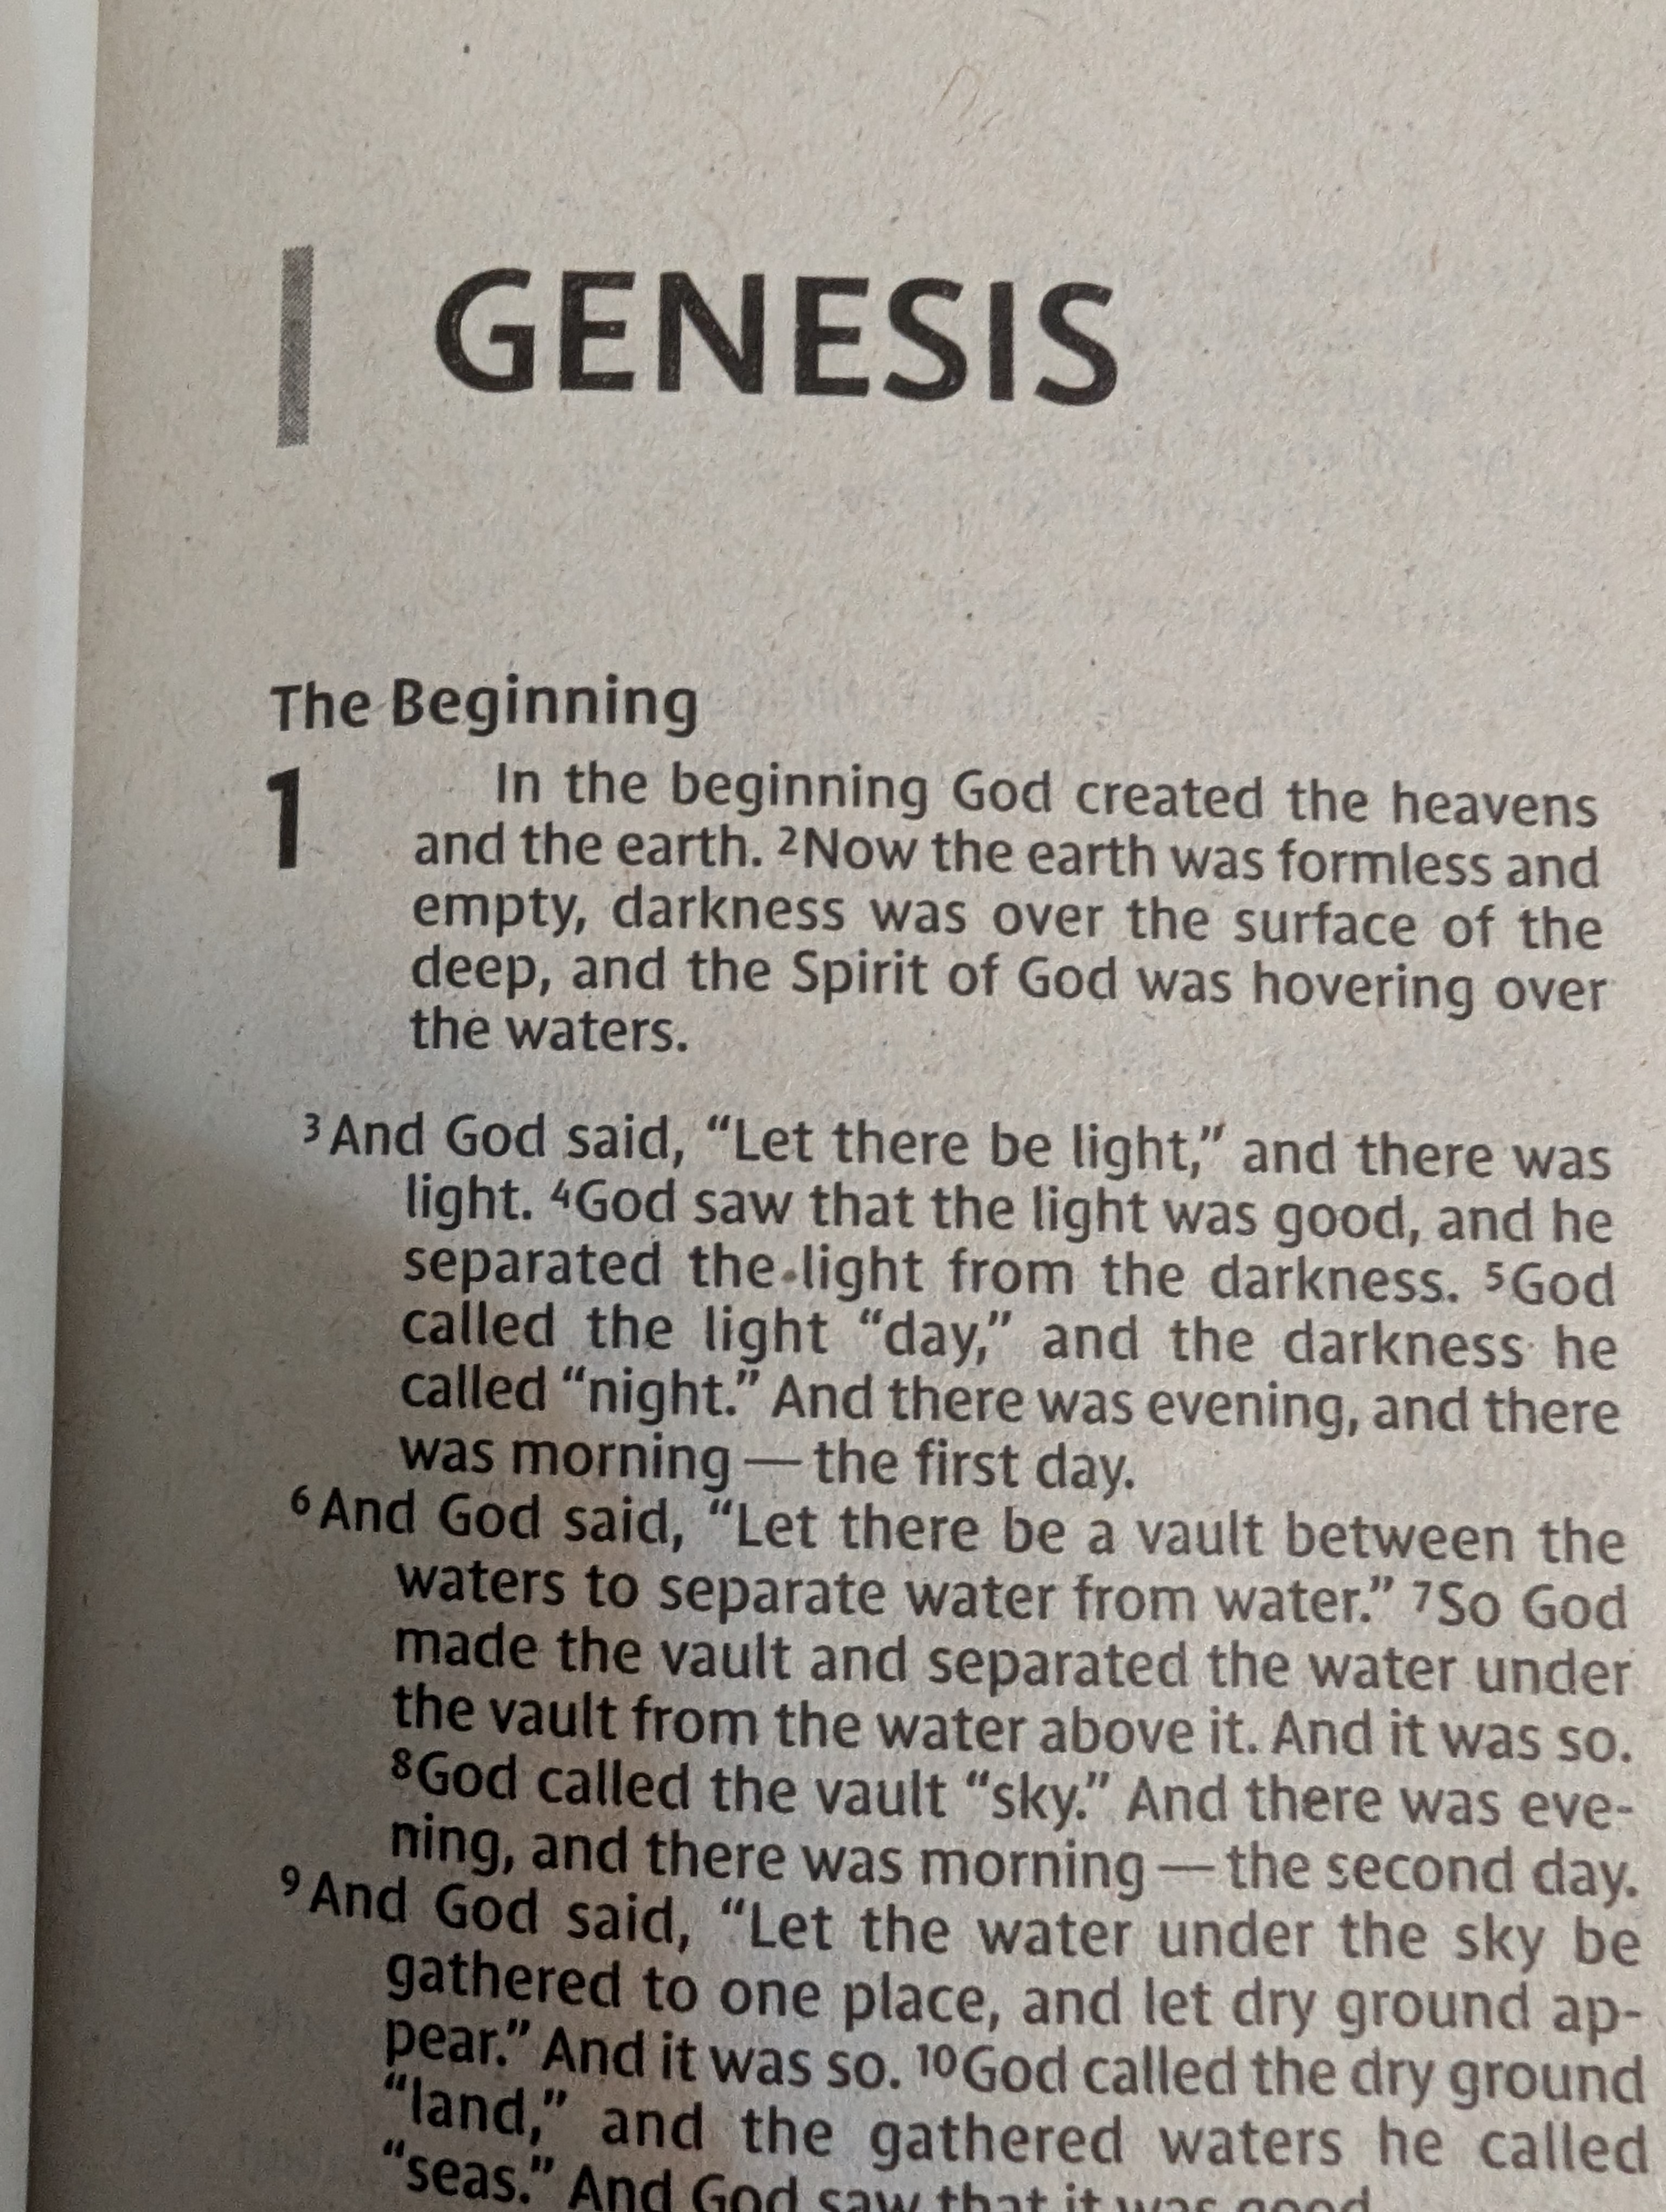 GENESIS
The Beginning
1 In the beginning God created the heavens
and the earth. ²Now the earth was formless and
empty, darkness was over the surface of the
deep, and the Spirit of God was hovering over
the waters.
³And God said, “Let there be light,” and there was
light. ⁴God saw that the light was good, and he
separated the light from the darkness. ⁵God
called the light “day,” and the darkness he
called “night.” And there was evening, and there
was morning — the first day.
⁶And God said, “Let there be a vault between the
waters to separate water from water.” ⁷So God
made the vault and separated the water under
the vault from the water above it. And it was so.
⁸God called the vault “sky.” And there was eve-
ning, and there was morning — the second day.
⁹And God said, “Let the water under the sky be
gathered to one place, and let dry ground ap-
pear.” And it was so. ¹⁰God called the dry ground
“land,” and the gathered waters he called
“seas.” And God saw that it was good.